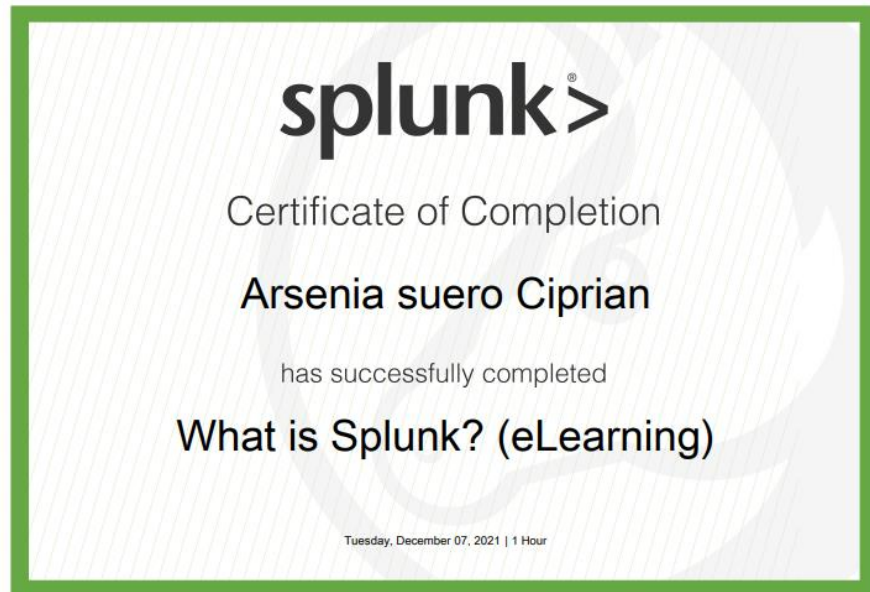 splunk>®
Certificate of Completion
Arsenia suero Ciprian
has successfully completed
What is Splunk? (eLearning)
Tuesday, December 07, 2021 | 1 Hour